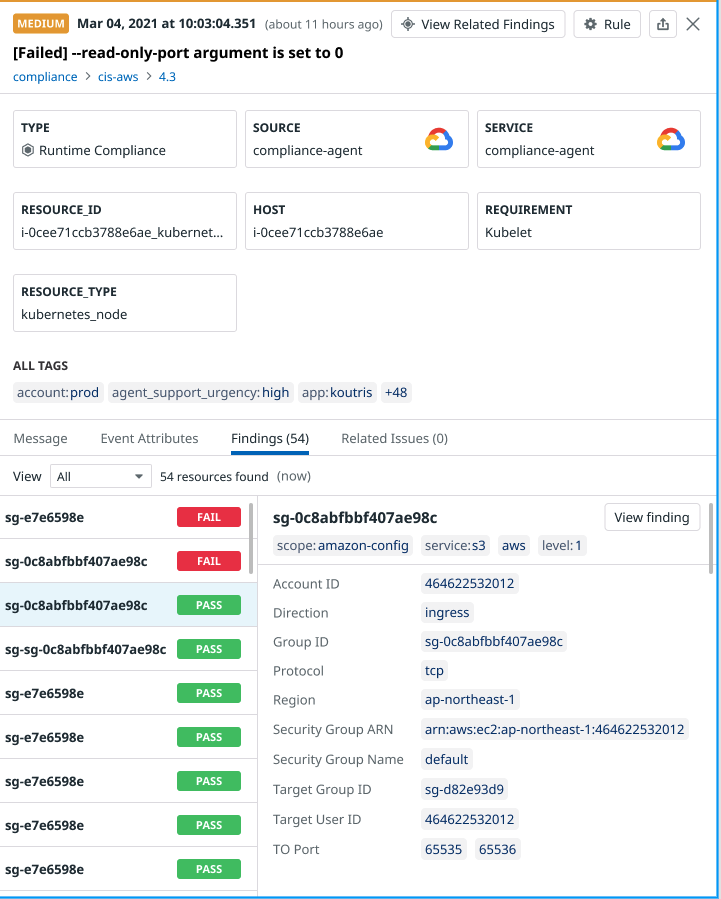 MEDIUM Mar 04, 2021 at 10:03:04.351 (about 11 hours ago) View Related Findings Rule
[Failed] --read-only-port argument is set to 0
compliance > cis-aws > 4.3
TYPE
Runtime Compliance
SOURCE
compliance-agent
SERVICE
compliance-agent
RESOURCE_ID
i-0cee71ccb3788e6ae_kubernet...
HOST
i-0cee71ccb3788e6ae
REQUIREMENT
Kubelet
RESOURCE_TYPE
kubernetes_node
ALL TAGS
account:prod agent_support_urgency:high app:koutris +48
Message Event Attributes Findings (54) Related Issues (0)
View All 54 resources found (now)
sg-e7e6598e FAIL
sg-0c8abfbbf407ae98c FAIL
sg-0c8abfbbf407ae98c PASS
sg-sg-0c8abfbbf407ae98c PASS
sg-e7e6598e PASS
sg-e7e6598e PASS
sg-e7e6598e PASS
sg-e7e6598e PASS
sg-e7e6598e PASS
sg-0c8abfbbf407ae98c View finding
scope:amazon-config service:s3 aws level:1
Account ID 464622532012
Direction ingress
Group ID sg-0c8abfbbf407ae98c
Protocol tcp
Region ap-northeast-1
Security Group ARN arn:aws:ec2:ap-northeast-1:464622532012
Security Group Name default
Target Group ID sg-d82e93d9
Target User ID 464622532012
TO Port 65535 65536